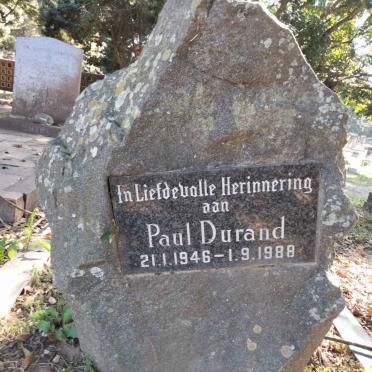 In Liefdevolle Herinnering
aan
Paul Durand
21.1.1946 - 1.9.1988